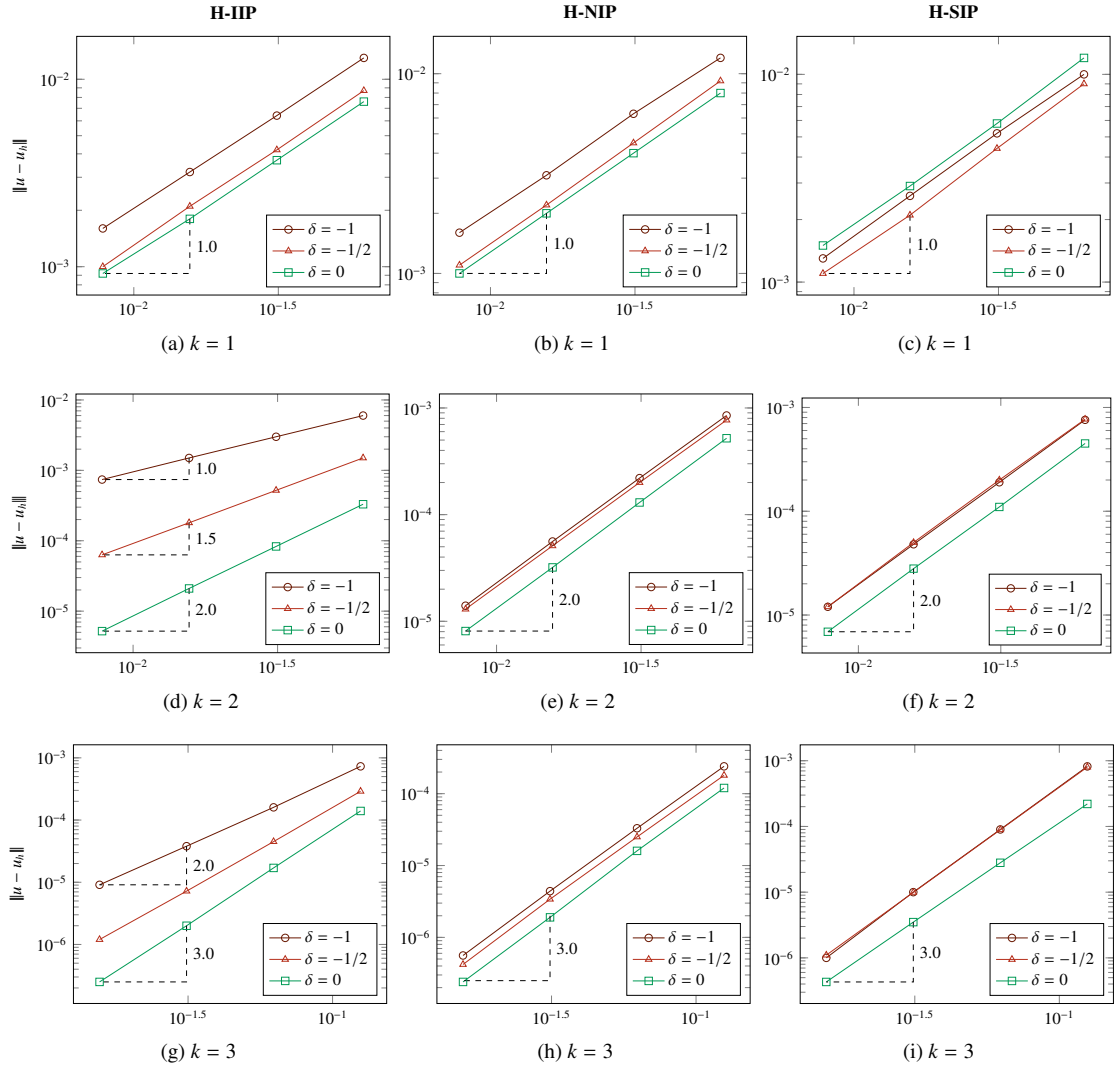 H-IIP H-NIP H-SIP
10⁻² 10⁻² 10⁻²
‖|u − u_h|‖
10⁻³ 10⁻³ 10⁻³
1.0 1.0 1.0
δ = −1 δ = −1 δ = −1
δ = −1/2 δ = −1/2 δ = −1/2
δ = 0 δ = 0 δ = 0
10⁻² 10⁻¹·⁵ 10⁻² 10⁻¹·⁵ 10⁻² 10⁻¹·⁵
(a) k = 1 (b) k = 1 (c) k = 1
10⁻² 10⁻³ 10⁻³
10⁻³
‖|u − u_h|‖
10⁻⁴ 10⁻⁴ 10⁻⁴
10⁻⁵ 10⁻⁵ 10⁻⁵
1.0
1.5
2.0 2.0 2.0
δ = −1 δ = −1 δ = −1
δ = −1/2 δ = −1/2 δ = −1/2
δ = 0 δ = 0 δ = 0
10⁻² 10⁻¹·⁵ 10⁻² 10⁻¹·⁵ 10⁻² 10⁻¹·⁵
(d) k = 2 (e) k = 2 (f) k = 2
10⁻³ 10⁻³
10⁻⁴ 10⁻⁴ 10⁻⁴
‖|u − u_h|‖
10⁻⁵ 10⁻⁵ 10⁻⁵
10⁻⁶ 10⁻⁶ 10⁻⁶
2.0
3.0 3.0 3.0
δ = −1 δ = −1 δ = −1
δ = −1/2 δ = −1/2 δ = −1/2
δ = 0 δ = 0 δ = 0
10⁻¹·⁵ 10⁻¹ 10⁻¹·⁵ 10⁻¹ 10⁻¹·⁵ 10⁻¹
(g) k = 3 (h) k = 3 (i) k = 3